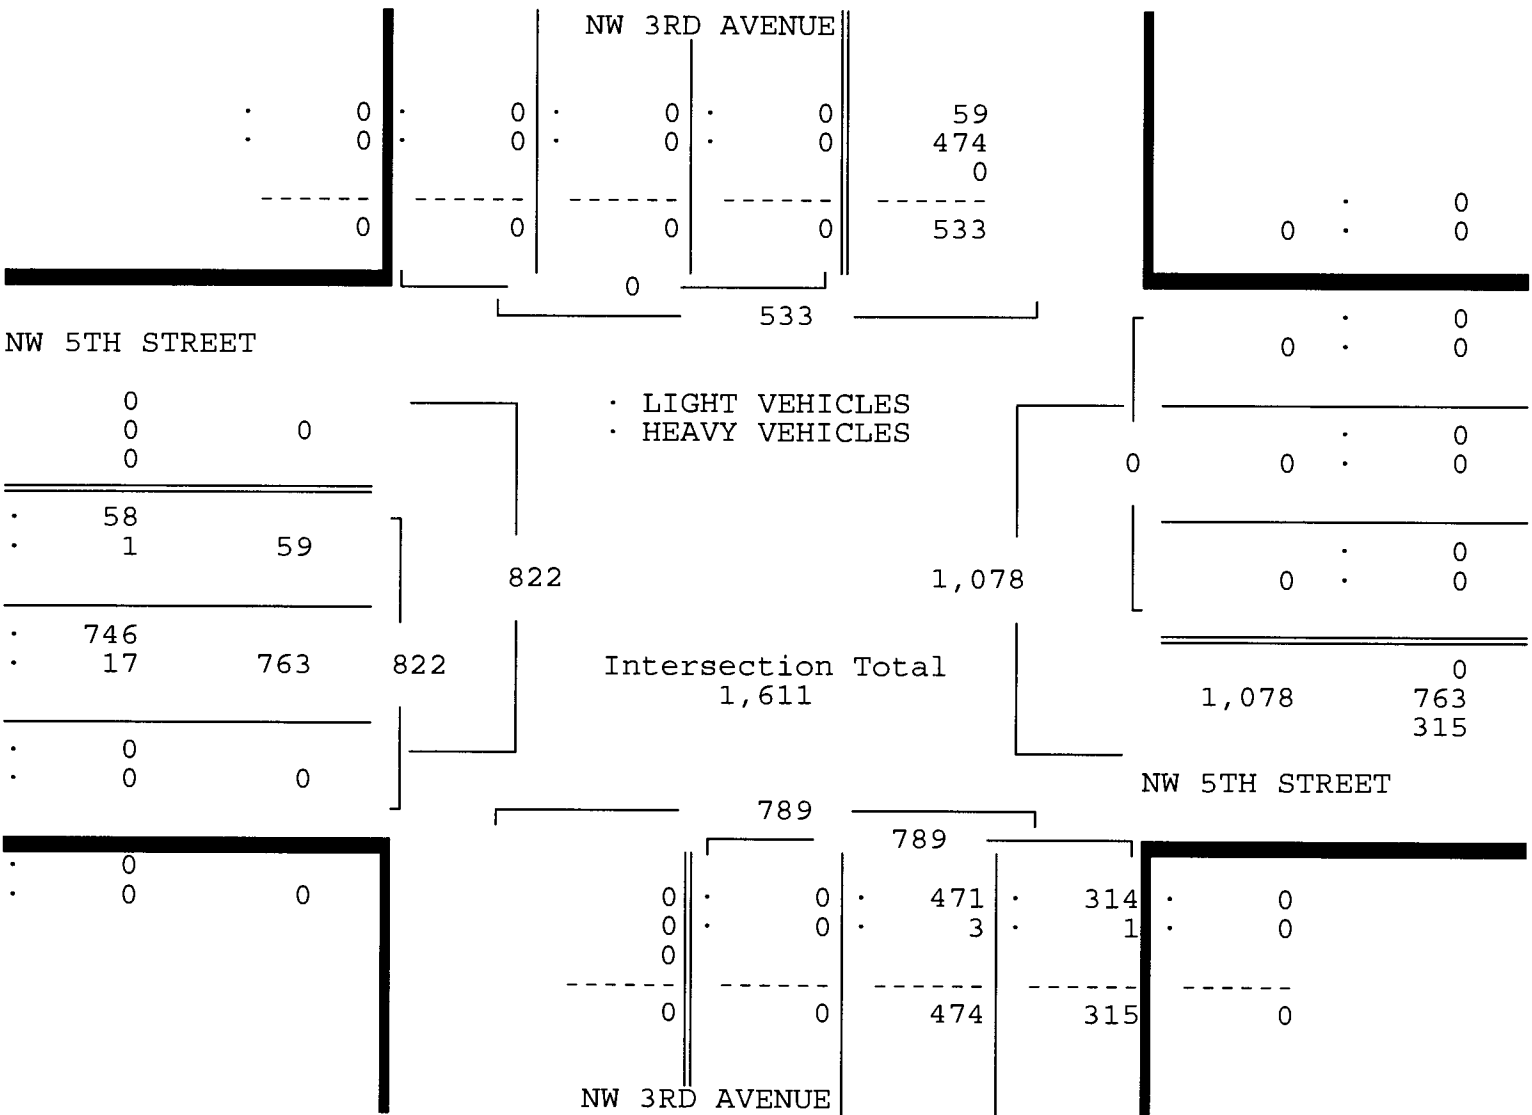 NW 3RD AVENUE
· 0 · 0 · 0 · 0 59
· 0 · 0 · 0 · 0 474
0
------ ------ ------ ------ ------
· 0
0 0 0 0 533
0 · 0
0
533
· 0
NW 5TH STREET
0 · 0
0
· LIGHT VEHICLES
0 0
· HEAVY VEHICLES
· 0
0
0 0 · 0
· 58
· 1 59
· 0
822
1,078
0 · 0
· 746
· 17 763 822
Intersection Total
0
1,611
1,078 763
315
· 0
· 0 0
NW 5TH STREET
789
789
· 0
· 0 0
0 · 0 · 471 · 314 · 0
0 · 0 · 3 · 1 · 0
0
------ ------ ------ ------ ------
0 0 474 315 0
NW 3RD AVENUE